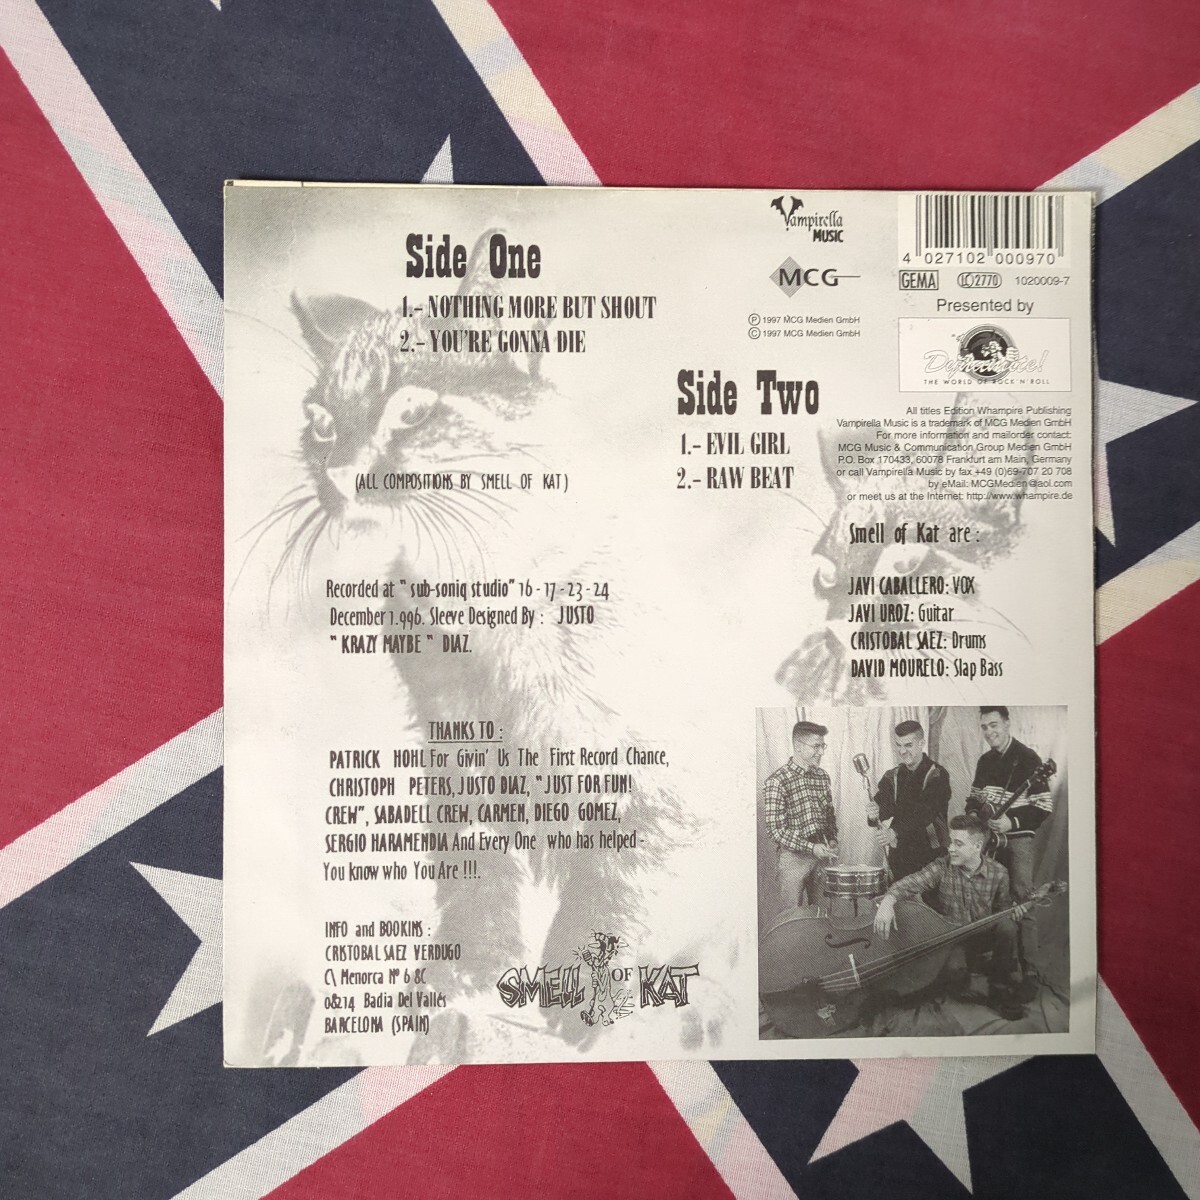 Side One
1.- NOTHING MORE BUT SHOUT
2.- YOU'RE GONNA DIE
(ALL COMPOSITIONS BY SMELL OF KAT)
Vampirella
MUSIC
MCG
Ⓟ 1997 MCG Medien GmbH
© 1997 MCG Medien GmbH
4 027102 000970
GEMA LC 2770 1020009-7
Presented by
THE WORLD OF ROCK'N'ROLL
Side Two
1.- EVIL GIRL
2.- RAW BEAT
All titles Edition Whampire Publishing
Vampirella Music is a trademark of MCG Medien GmbH
For more information and mailorder contact:
MCG Music & Communication Group Medien GmbH
P.O. Box 170433, 60078 Frankfurt am Main, Germany
or call Vampirella Music by fax +49 (0)69-707 20 708
by eMail: MCGMedien@aol.com
or meet us at the Internet: http://www.whampire.de
Smell of Kat are :
JAVI CABALLERO: VOX
JAVI UROZ: Guitar
CRISTOBAL SAEZ: Drums
DAVID MOURELO: Slap Bass
Recorded at " sub-soniq studio" 16 - 17 - 23 - 24
December 1.996. Sleeve Designed By : JUSTO
" KRAZY MAYBE " DIAZ.
THANKS TO :
PATRICK HOHL For Givin' Us The First Record Chance,
CHRISTOPH PETERS, JUSTO DIAZ, " JUST FOR FUN!
CREW", SABADELL CREW, CARMEN, DIEGO GOMEZ,
SERGIO HARAMENDIA And Every One who has helped -
You know who You Are !!!.
INFO and BOOKINS :
CRISTOBAL SAEZ VERDUGO
C\ Menorca Nº 6 8C
08214 Badia Del Vallés
BARCELONA (SPAIN)
SMELL OF KAT